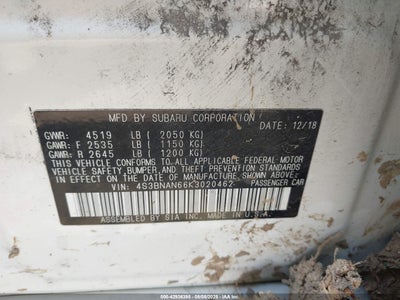 MFD BY SUBARU CORPORATION
GVWR: 4519 LB ( 2050 KG) DATE: 12/18
GAWR: F 2535 LB ( 1150 KG)
GAWR: R 2645 LB ( 1200 KG)
THIS VEHICLE CONFORMS TO ALL APPLICABLE FEDERAL MOTOR
VEHICLE SAFETY, BUMPER, AND THEFT PREVENTION STANDARDS
IN EFFECT ON THE DATE OF MANUFACTURE SHOWN ABOVE.
VIN: 4S3BNAN66K3020462 PASSENGER CAR
ASSEMBLED BY SIA INC. IN U.S.A.